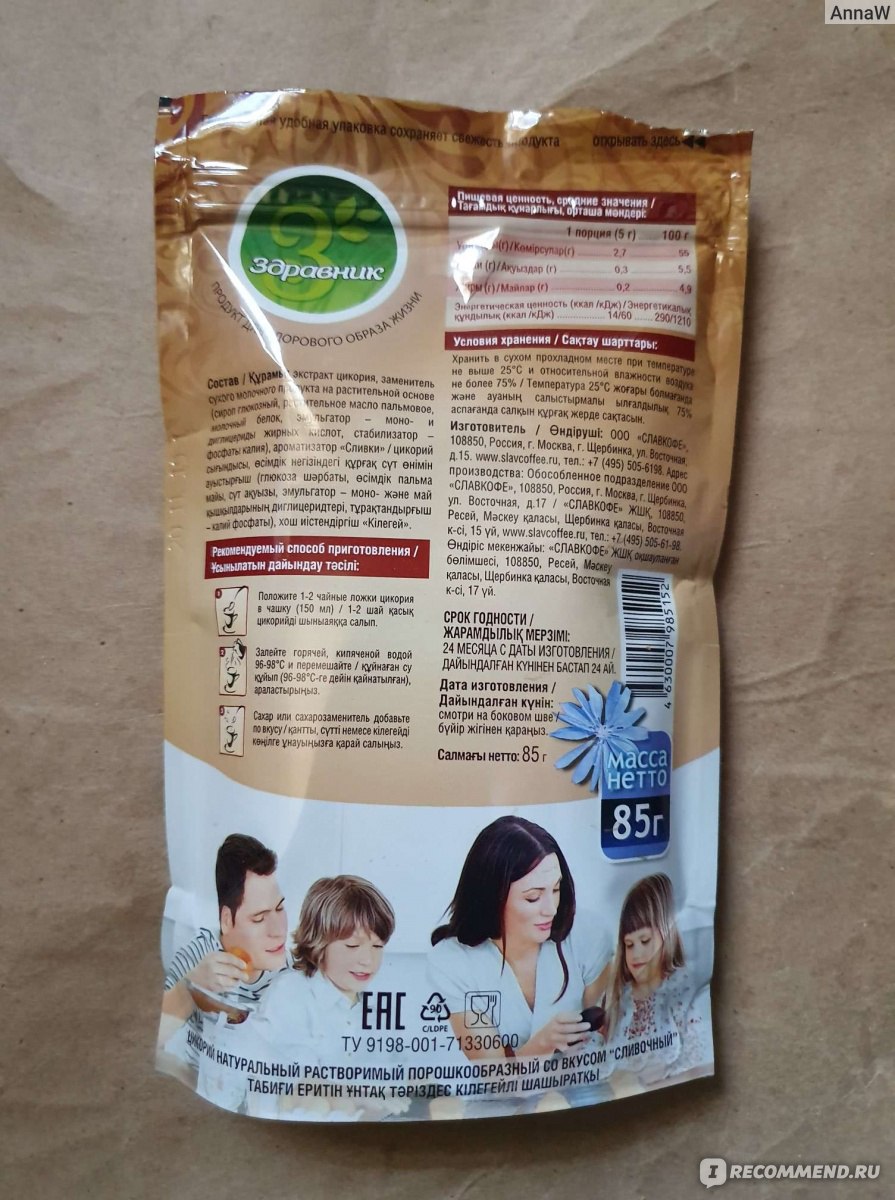 AnnaW
удобная упаковка сохраняет свежесть продукта
открывать здесь
З
Здравник
ПРОДУКТ ЗДОРОВОГО ОБРАЗА ЖИЗНИ
Пищевая ценность, средние значения /
Тағамдық құнарлығы, орташа мәндері:
1 порция (5 г) 100 г
(г)/Көмірсулар(г) 2,7 55
(г)/Ақуыздар (г) 0,3 5,5
(г)/Майлар (г) 0,2 4,9
Энергетическая ценность (ккал /кДж)/Энергетикалық
құндылық (ккал /кДж) 14/60 290/1210
Условия хранения / Сақтау шарттары:
Хранить в сухом прохладном месте при температуре
не выше 25°С и относительной влажности воздуха
не более 75% / Температура 25°С жоғары болмағанда
және ауаның салыстырмалы ылғалдылық 75%
аспағанда салқын құрғақ жерде сақтасын.
Изготовитель / Өндіруші: ООО «СЛАВКОФЕ»,
108850, Россия, г. Москва, г. Щербинка, ул. Восточная,
д.15. www.slavcoffee.ru, тел.: +7 (495) 505-6198. Адрес
производства: Обособленное подразделение ООО
«СЛАВКОФЕ», 108850, Россия, г. Москва, г. Щербинка,
ул. Восточная, д.17 / «СЛАВКОФЕ» ЖШҚ, 108850,
Ресей, Мәскеу қаласы, Щербинка қаласы, Восточная
к-сі, 15 үй, www.slavcoffee.ru, тел.: +7 (495) 505-61-98.
Өндіріс мекенжайы: «СЛАВКОФЕ» ЖШҚ оқшауланған
бөлімшесі, 108850, Ресей, Мәскеу
қаласы, Щербинка қаласы, Восточная
к-сі, 17 үй.
СРОК ГОДНОСТИ /
ЖАРАМДЫЛЫҚ МЕРЗІМІ:
24 МЕСЯЦА С ДАТЫ ИЗГОТОВЛЕНИЯ /
ДАЙЫНДАЛҒАН КҮНІНЕН БАСТАП 24 АЙ.
Дата изготовления /
Дайындалған күнін:
смотри на боковом шве /
бүйір жігінен қараңыз.
Салмағы нетто: 85 г
4 630007 985152
масса
нетто
85г
Состав / Құрамы: экстракт цикория, заменитель
сухого молочного продукта на растительной основе
(сироп глюкозный, растительное масло пальмовое,
молочный белок, эмульгатор – моно- и
диглицериды жирных кислот, стабилизатор –
фосфаты калия), ароматизатор «Сливки» / цикорий
сығындысы, өсімдік негізіндегі құрғақ сүт өнімін
ауыстырғыш (глюкоза шәрбаты, өсімдік пальма
майы, сүт ақуызы, эмульгатор – моно- және май
қышқылдарының диглицеридтері, тұрақтандырғыш
– калий фосфаты), хош иістендіргіш «Кілегей».
Рекомендуемый способ приготовления /
Ұсынылатын дайындау тәсілі:
1
Положите 1-2 чайные ложки цикория
в чашку (150 мл) / 1-2 шай қасық
цикорийді шыныаяққа салып.
2
Залейте горячей, кипяченой водой
96-98°С и перемешайте / құйнаған су
құйып (96-98°С-ге дейін қайнатылған),
араластырыңыз.
3
Сахар или сахарозаменитель добавьте
по вкусу / қантты, сүтті немесе кілегейді
көңілге ұнауыңызға қарай салыңыз.
ЕАС
90
C/LDPE
ТУ 9198-001-71330600
ЦИКОРИЙ НАТУРАЛЬНЫЙ РАСТВОРИМЫЙ ПОРОШКООБРАЗНЫЙ СО ВКУСОМ "СЛИВОЧНЫЙ"
ТАБИҒИ ЕРИТІН ҰНТАҚ ТӘРІЗДЕС КІЛЕГЕЙЛІ ШАШЫРАТҚЫ
IRECOMMEND.RU